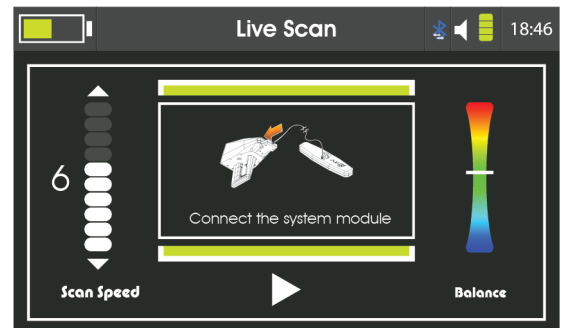 Live Scan
18:46
6
Connect the system module
Scan Speed
Balance